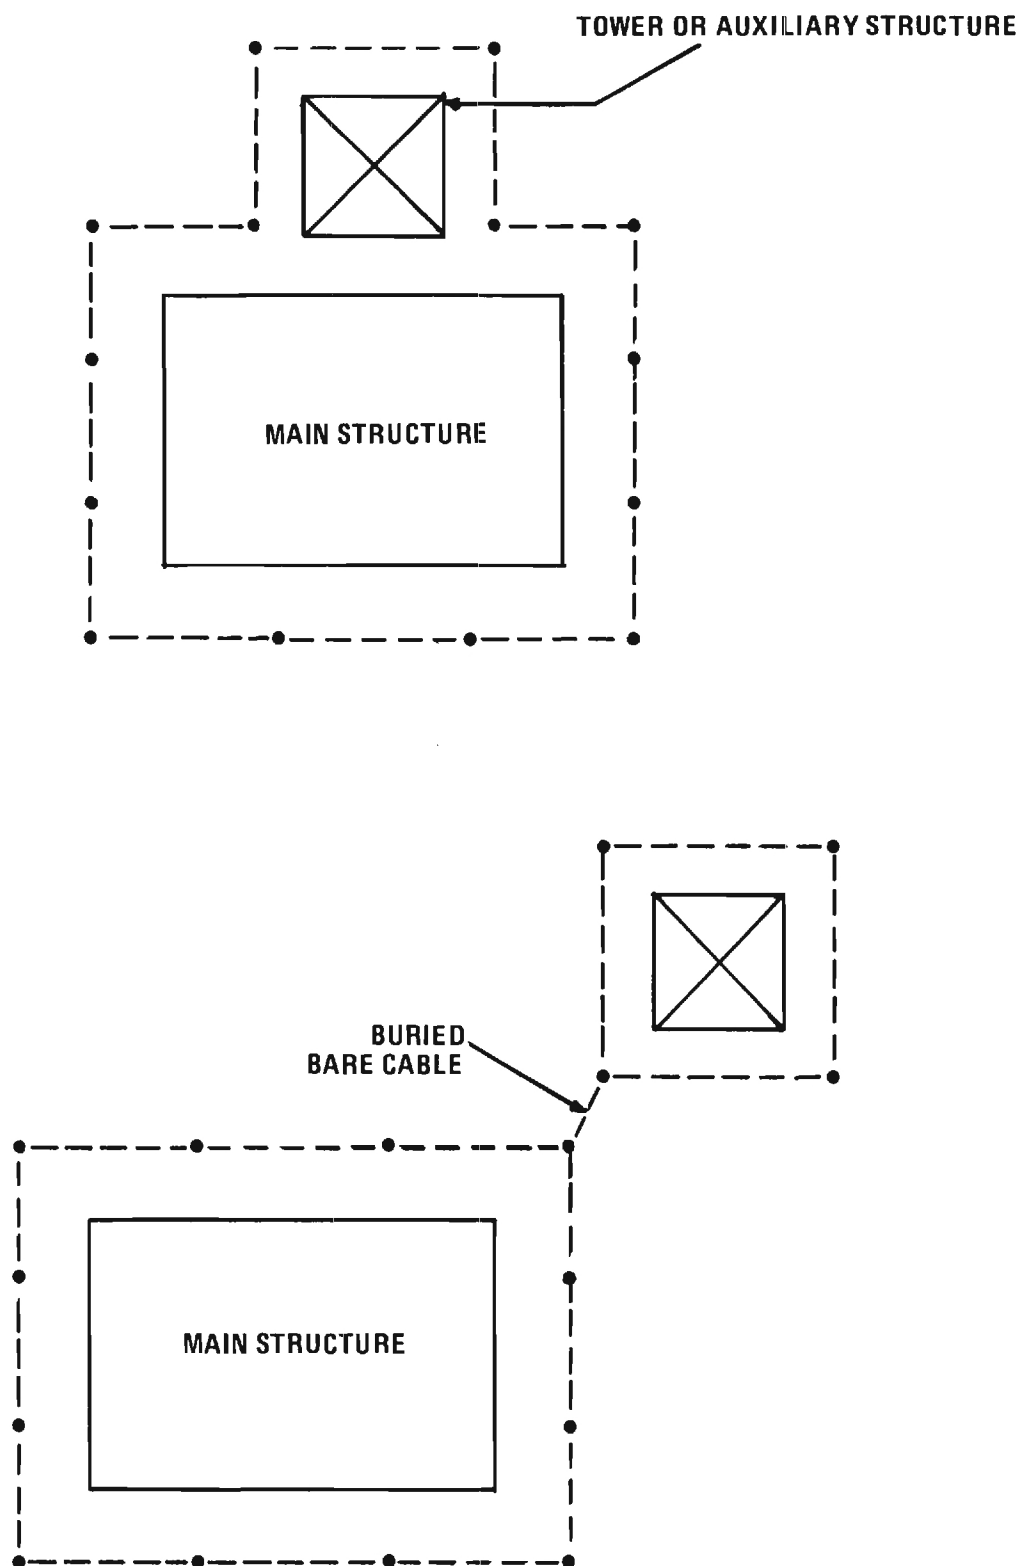 TOWER OR AUXILIARY STRUCTURE
MAIN STRUCTURE
BURIED
BARE CABLE
MAIN STRUCTURE